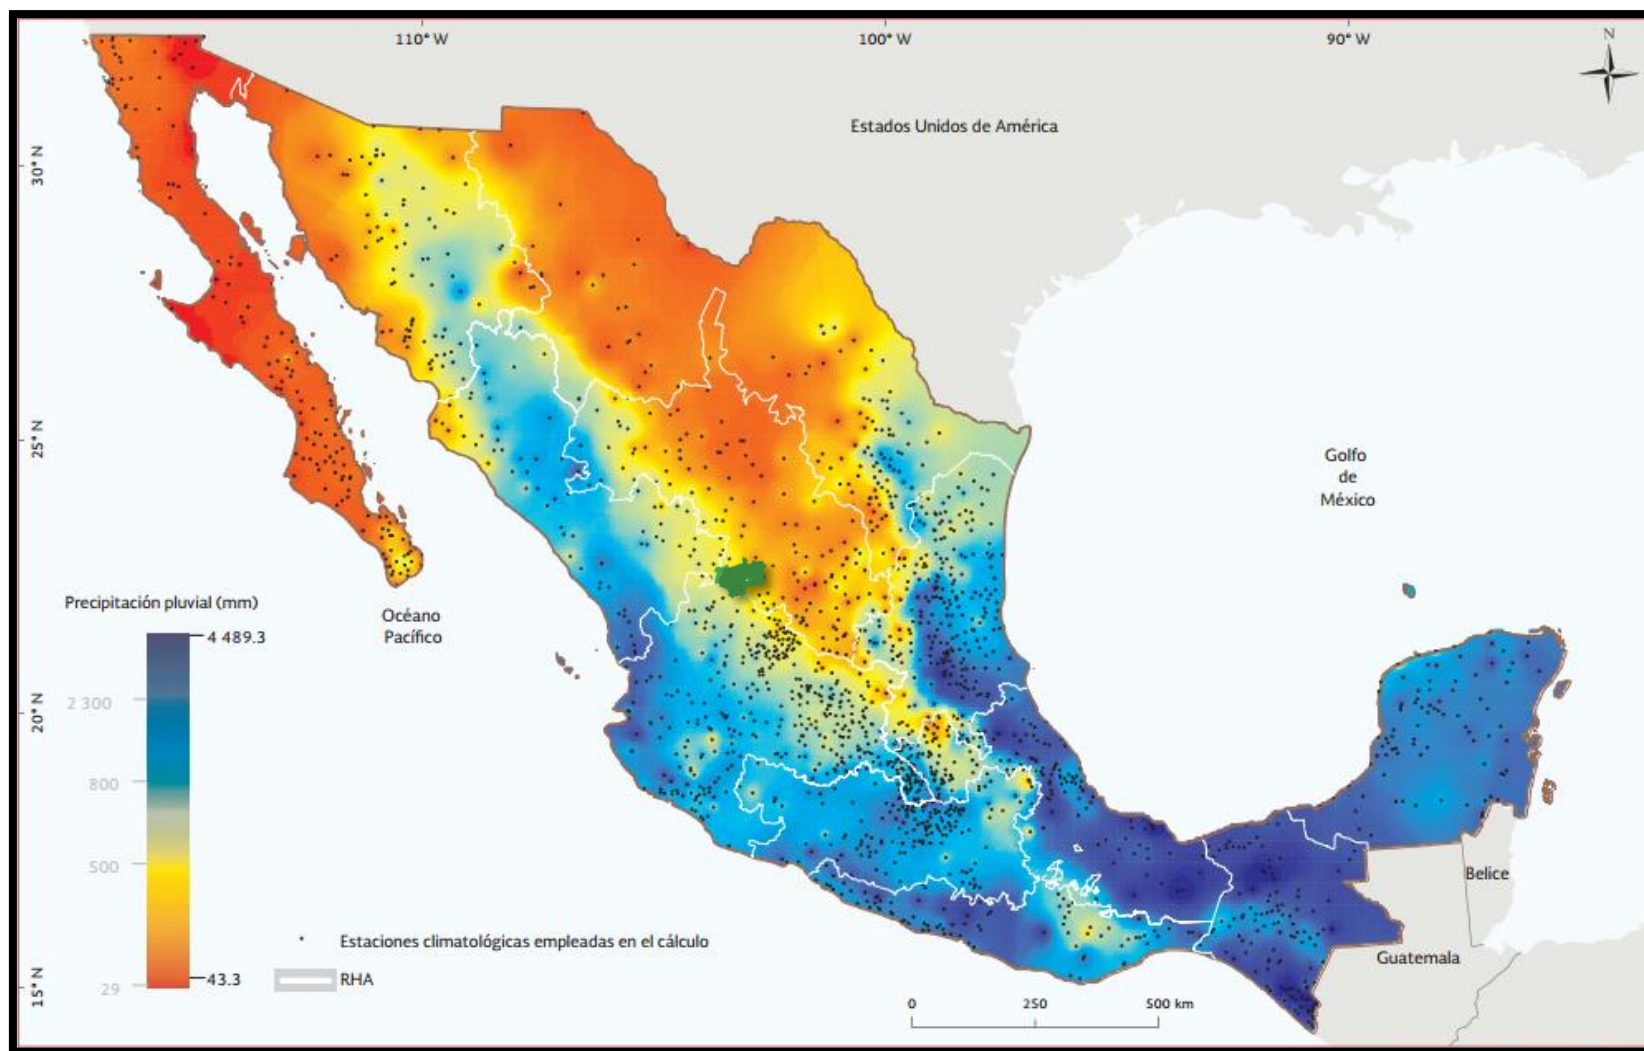 110° W
100° W
90° W
N
30° N
Estados Unidos de América
25° N
Golfo
de
México
Precipitación pluvial (mm)
4 489.3
Océano
Pacífico
2 300
20° N
800
500
Belice
Estaciones climatológicas empleadas en el cálculo
Guatemala
43.3
RHA
29
15° N
0
250
500 km